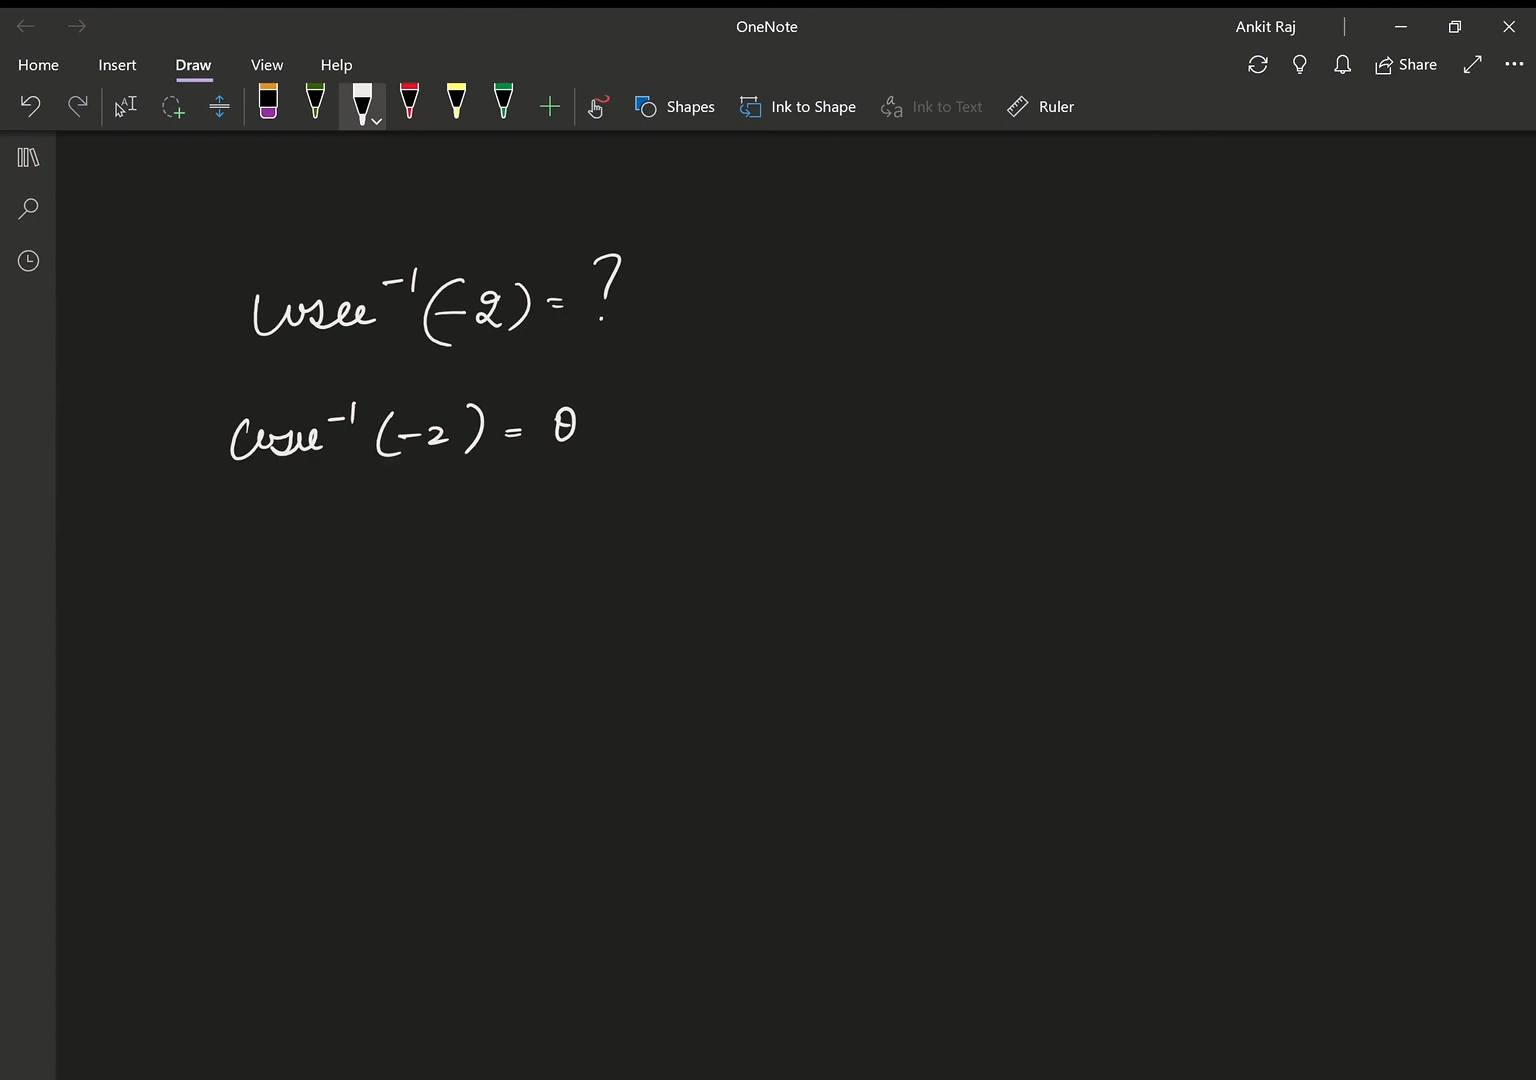 OneNote
Ankit Raj
Home Insert Draw View Help
Share
Shapes Ink to Shape Ink to Text Ruler
cosec⁻¹(-2) = ?
cosec⁻¹(-2) = θ